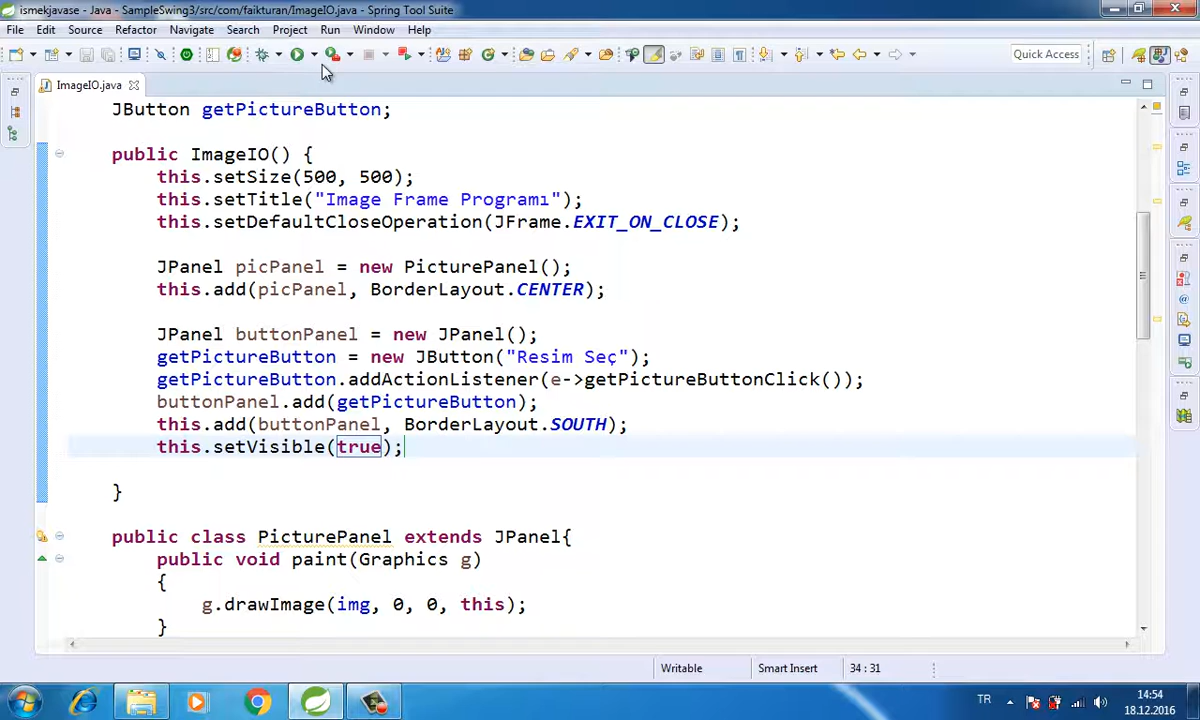 ismekjavase - Java - SampleSwing3/src/com/faikturan/ImageIO.java - Spring Tool Suite
File Edit Source Refactor Navigate Search Project Run Window Help
Quick Access
ImageIO.java
JButton getPictureButton;
public ImageIO() {
this.setSize(500, 500);
this.setTitle("Image Frame Programı");
this.setDefaultCloseOperation(JFrame.EXIT_ON_CLOSE);
JPanel picPanel = new PicturePanel();
this.add(picPanel, BorderLayout.CENTER);
JPanel buttonPanel = new JPanel();
getPictureButton = new JButton("Resim Seç");
getPictureButton.addActionListener(e->getPictureButtonClick());
buttonPanel.add(getPictureButton);
this.add(buttonPanel, BorderLayout.SOUTH);
this.setVisible(true);
}
public class PicturePanel extends JPanel{
public void paint(Graphics g)
{
g.drawImage(img, 0, 0, this);
}
Writable Smart Insert 34 : 31
TR 14:54
18.12.2016